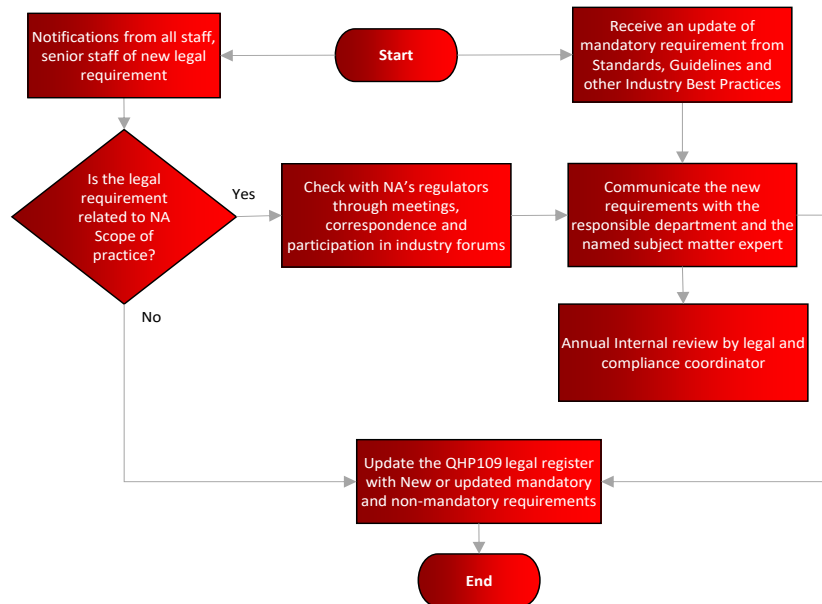 Notifications from all staff,
senior staff of new legal
requirement
Start
Receive an update of
mandatory requirement from
Standards, Guidelines and
other Industry Best Practices
Is the legal
requirement
related to NA
Scope of
practice?
Yes
Check with NA's regulators
through meetings,
correspondence and
participation in industry forums
Communicate the new
requirements with the
responsible department and the
named subject matter expert
No
Annual Internal review by legal and
compliance coordinator
Update the QHP109 legal register
with New or updated mandatory
and non-mandatory requirements
End